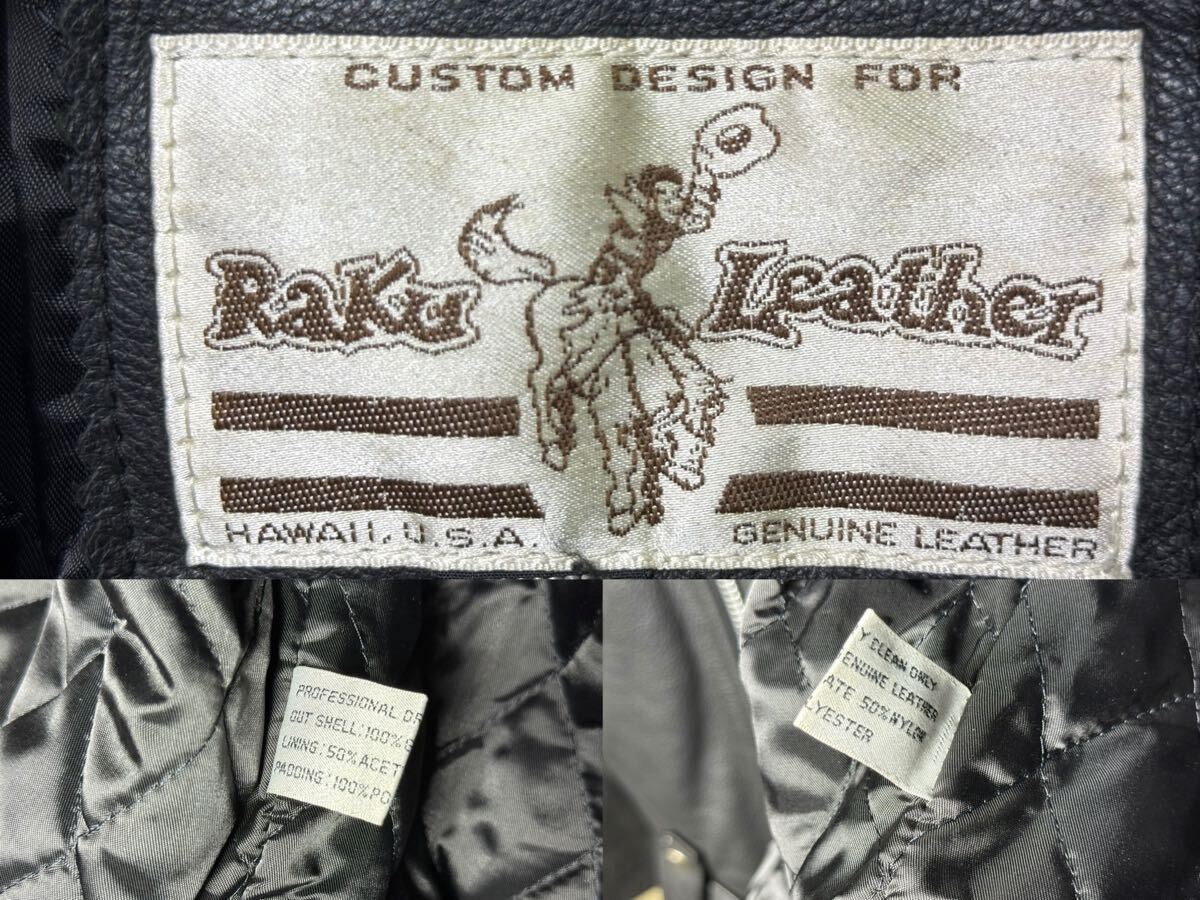 CUSTOM DESIGN FOR
Raku Leather
HAWAII, U.S.A.
GENUINE LEATHER
PROFESSIONAL DR
OUT SHELL:100% G
LINING:50% ACET
PADDING:100% PO
Y CLEAN ONLY
ENUINE LEATHER
ATE 50% NYLON
LYESTER